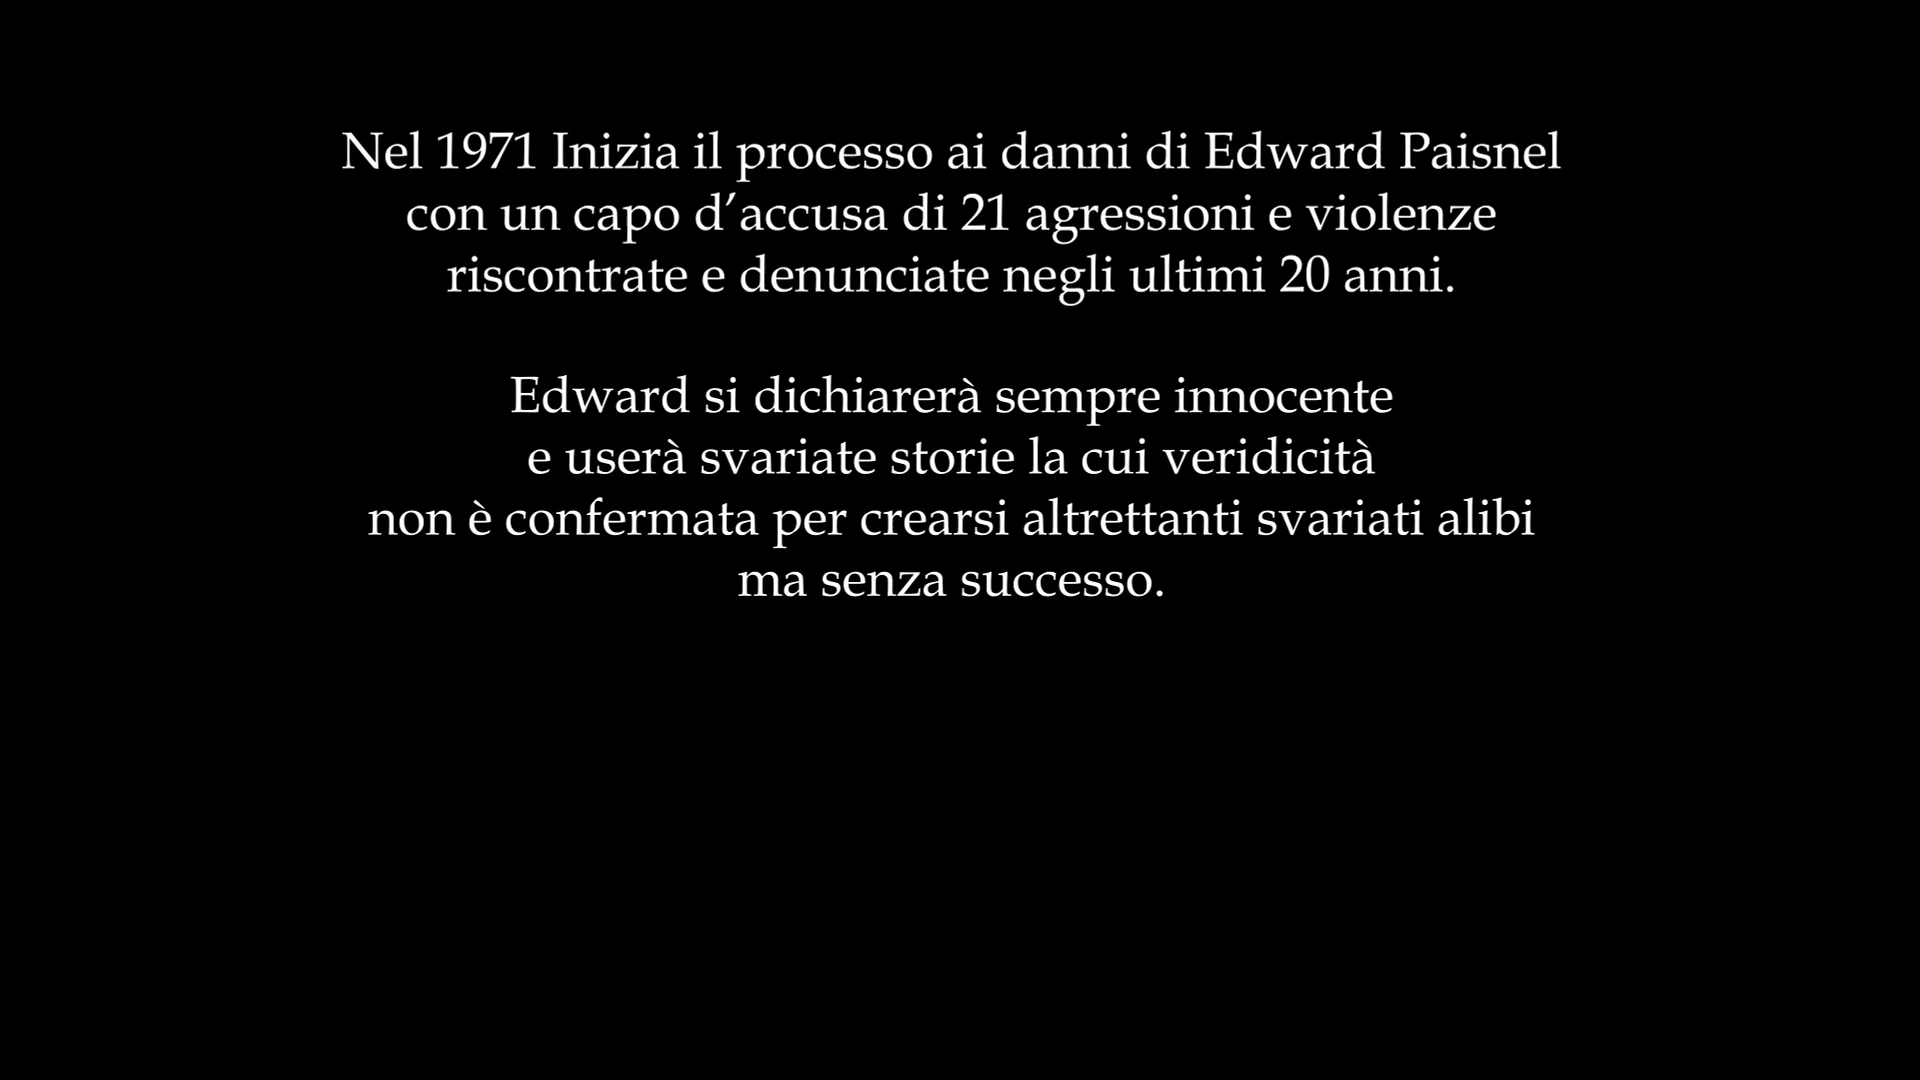 Nel 1971 Inizia il processo ai danni di Edward Paisnel
con un capo d’accusa di 21 agressioni e violenze
riscontrate e denunciate negli ultimi 20 anni.
Edward si dichiarerà sempre innocente
e userà svariate storie la cui veridicità
non è confermata per crearsi altrettanti svariati alibi
ma senza successo.